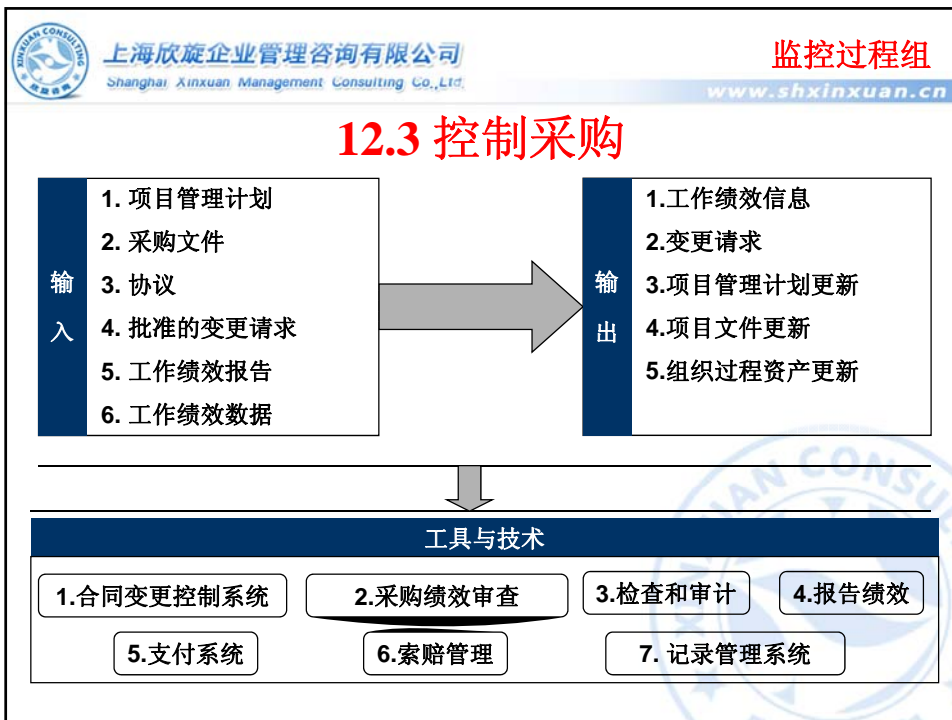 上海欣旋企业管理咨询有限公司
Shanghai Xinxuan Management Consulting Co.,Ltd.
监控过程组
www.shxinxuan.cn
12.3 控制采购
输入
1. 项目管理计划
2. 采购文件
3. 协议
4. 批准的变更请求
5. 工作绩效报告
6. 工作绩效数据
输出
1.工作绩效信息
2.变更请求
3.项目管理计划更新
4.项目文件更新
5.组织过程资产更新
工具与技术
1.合同变更控制系统
2.采购绩效审查
3.检查和审计
4.报告绩效
5.支付系统
6.索赔管理
7. 记录管理系统